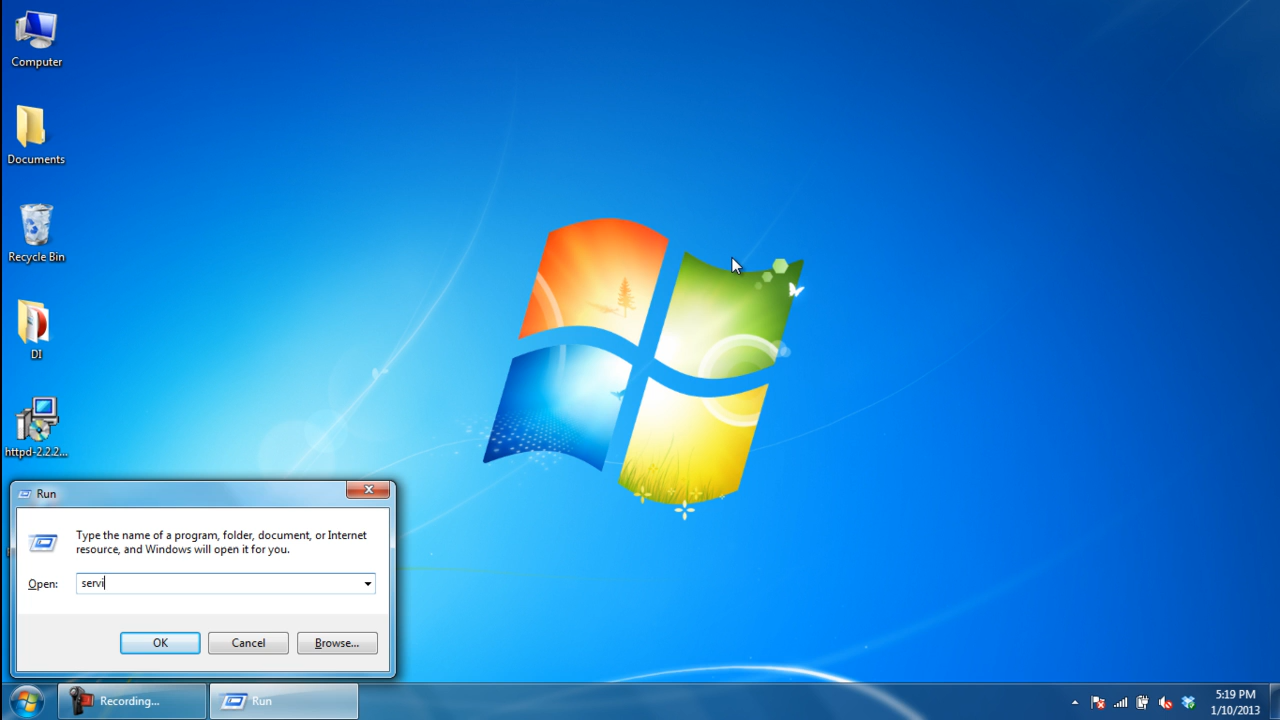 Computer
Documents
Recycle Bin
DI
httpd-2.2.2...
Run
Type the name of a program, folder, document, or Internet
resource, and Windows will open it for you.
Open:
servi
OK
Cancel
Browse...
Recording...
Run
5:19 PM
1/10/2013